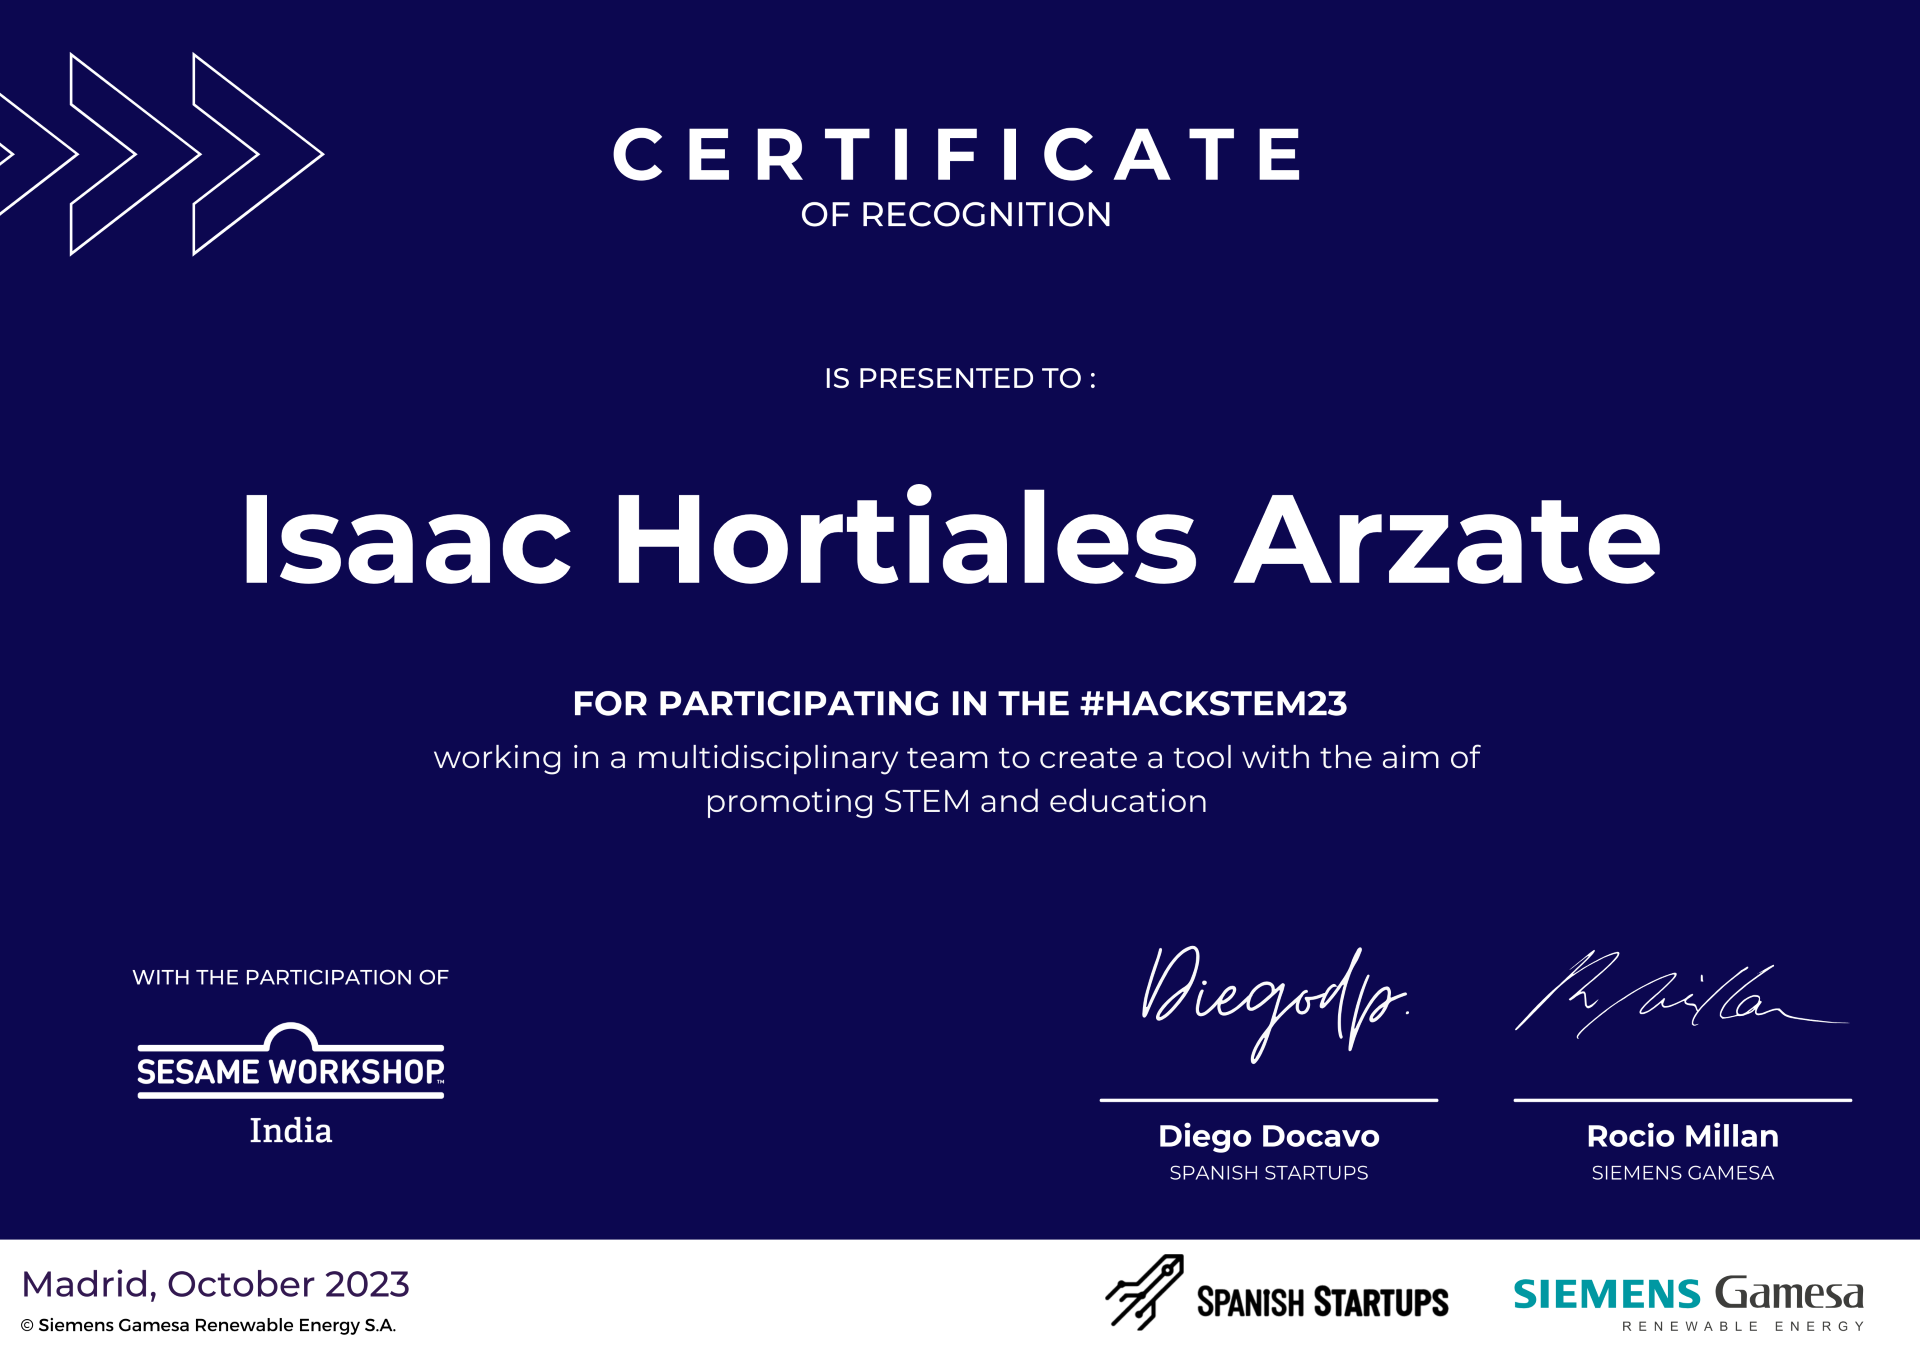 CERTIFICATE
OF RECOGNITION
IS PRESENTED TO :
Isaac Hortiales Arzate
FOR PARTICIPATING IN THE #HACKSTEM23
working in a multidisciplinary team to create a tool with the aim of
promoting STEM and education
WITH THE PARTICIPATION OF
SESAME WORKSHOP™
India
Diegodp.
R Millan
Diego Docavo
SPANISH STARTUPS
Rocio Millan
SIEMENS GAMESA
Madrid, October 2023
© Siemens Gamesa Renewable Energy S.A.
SPANISH STARTUPS
SIEMENS Gamesa
RENEWABLE ENERGY